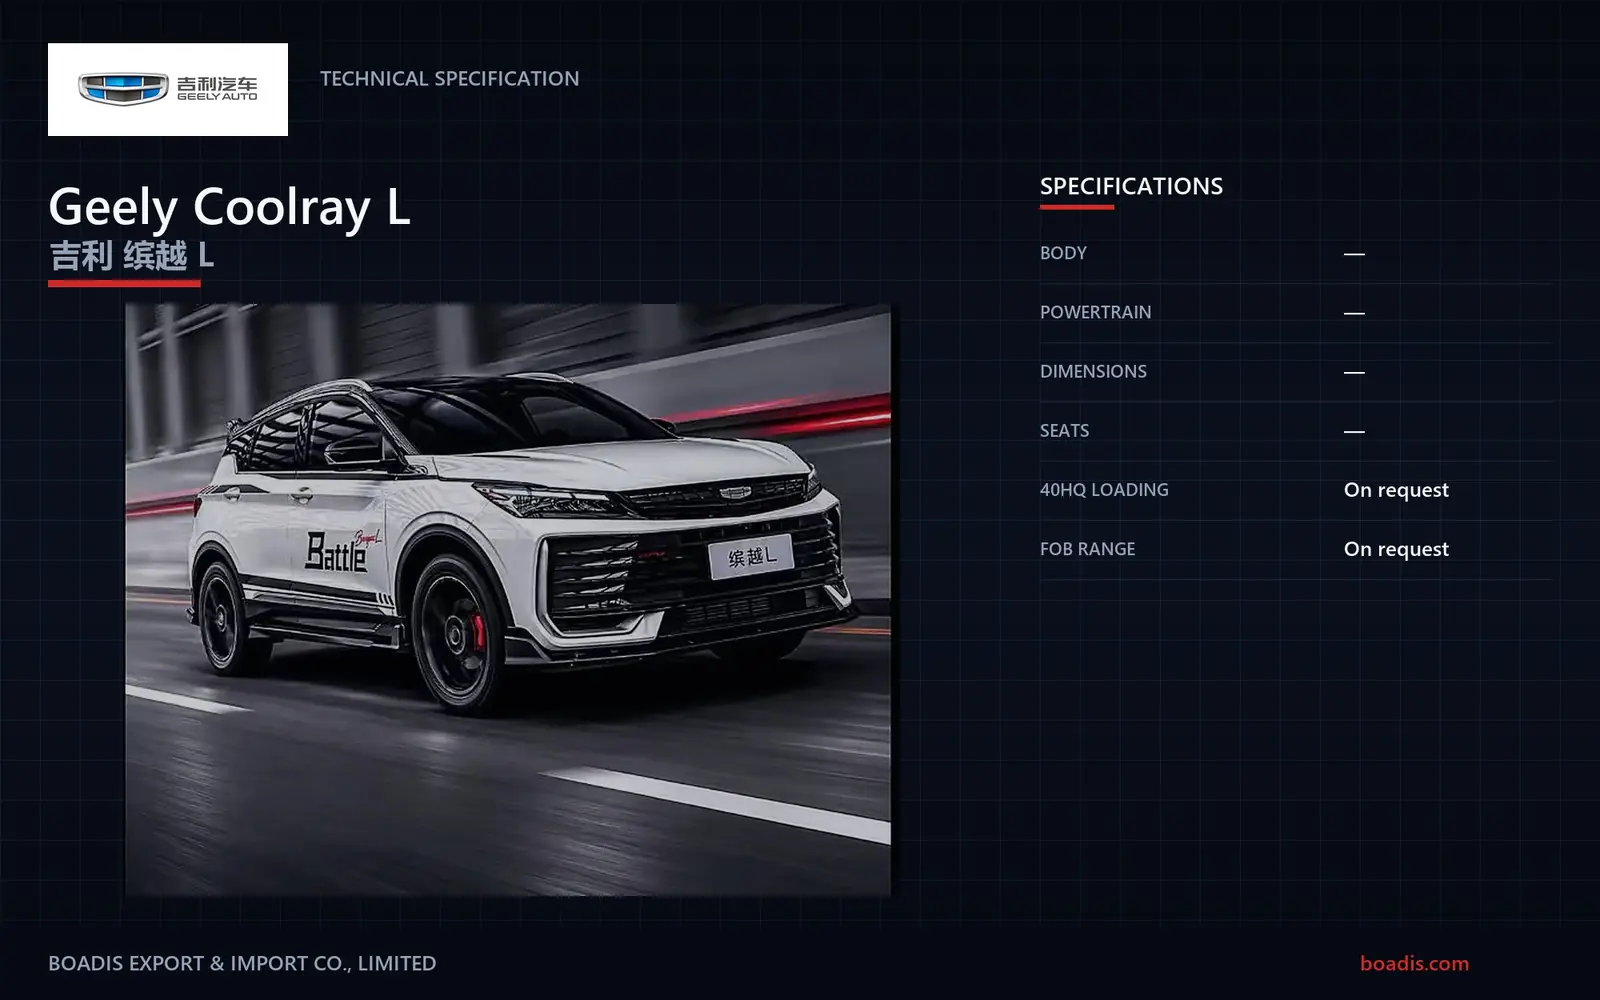 吉利汽车
GEELY AUTO
TECHNICAL SPECIFICATION
Geely Coolray L
吉利 缤越 L
Battle
缤越L
SPECIFICATIONS
BODY —
POWERTRAIN —
DIMENSIONS —
SEATS —
40HQ LOADING On request
FOB RANGE On request
BOADIS EXPORT & IMPORT CO., LIMITED
boadis.com